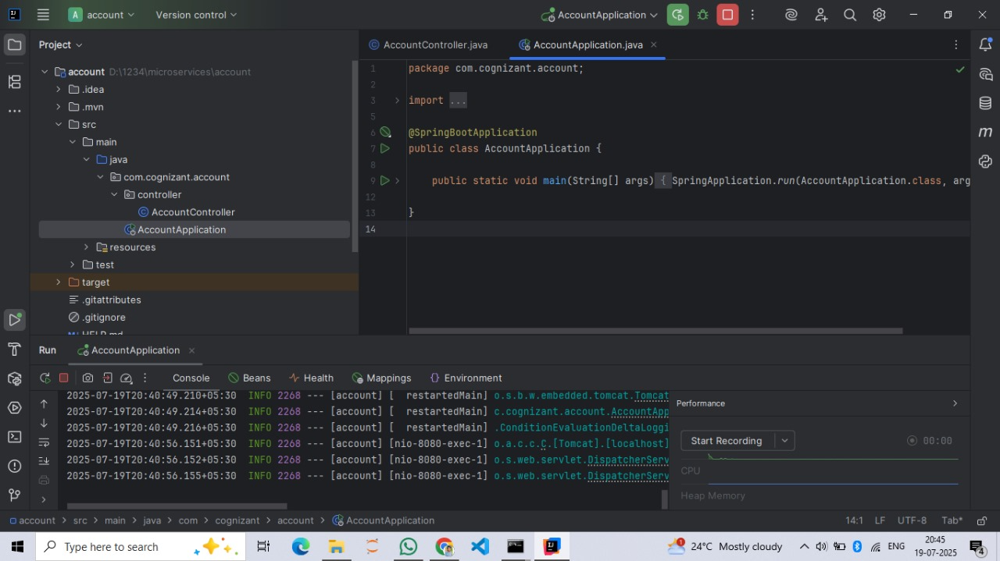 A account Version control AccountApplication
Project
account D:\1234\microservices\account
.idea
.mvn
src
main
java
com.cognizant.account
controller
AccountController
AccountApplication
resources
test
target
.gitattributes
.gitignore
HELP.md
AccountController.java AccountApplication.java
1 package com.cognizant.account;
2
3 import ...
5
6 @SpringBootApplication
7 public class AccountApplication {
8
9 public static void main(String[] args) { SpringApplication.run(AccountApplication.class, arg
12
13 }
14
Run AccountApplication
Console Beans Health Mappings Environment
2025-07-19T20:40:49.210+05:30 INFO 2268 --- [account] [ restartedMain] o.s.b.w.embedded.tomcat.Tomcat
2025-07-19T20:40:49.214+05:30 INFO 2268 --- [account] [ restartedMain] c.cognizant.account.AccountApp
2025-07-19T20:40:49.216+05:30 INFO 2268 --- [account] [ restartedMain] .ConditionEvaluationDeltaLoggi
2025-07-19T20:40:56.151+05:30 INFO 2268 --- [account] [nio-8080-exec-1] o.a.c.c.C.[Tomcat].[localhost]
2025-07-19T20:40:56.152+05:30 INFO 2268 --- [account] [nio-8080-exec-1] o.s.web.servlet.DispatcherServ
2025-07-19T20:40:56.155+05:30 INFO 2268 --- [account] [nio-8080-exec-1] o.s.web.servlet.DispatcherServ
Performance
Start Recording 00:00
CPU
Heap Memory
account > src > main > java > com > cognizant > account > AccountApplication 14:1 LF UTF-8 Tab*
Type here to search 1 24°C Mostly cloudy ENG 20:45
19-07-2025 4